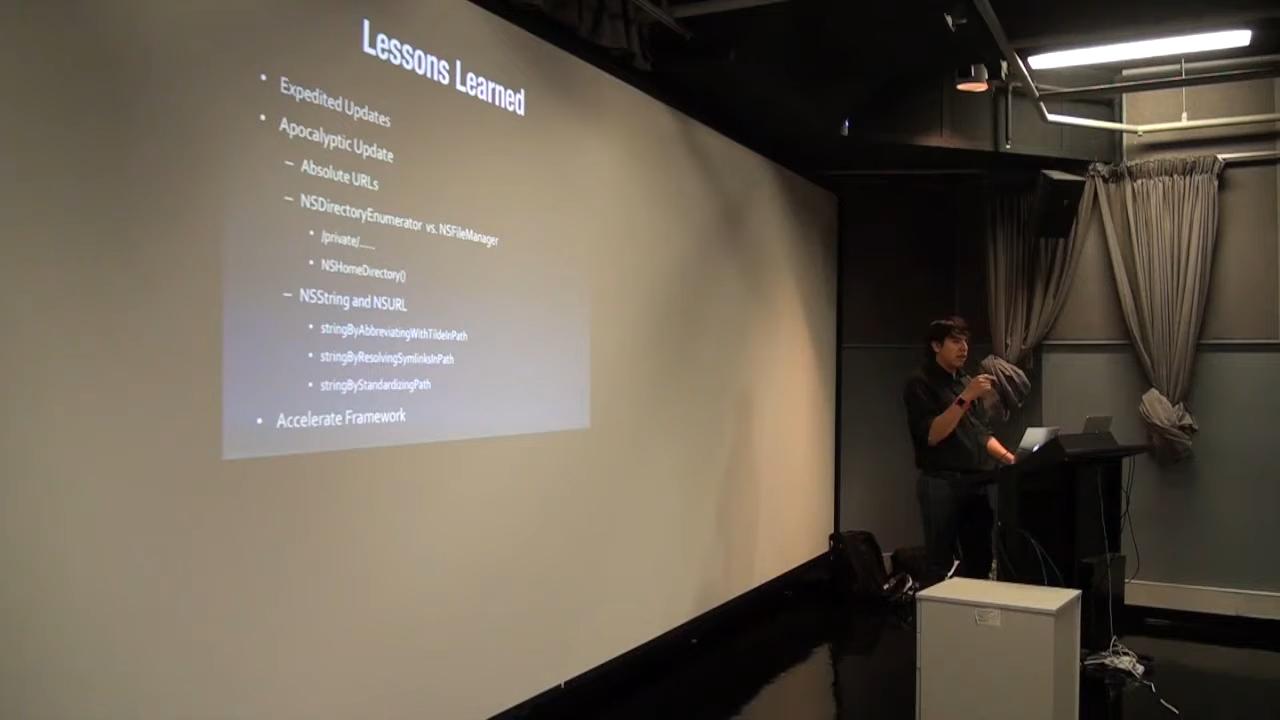 Lessons Learned
• Expedited Updates
• Apocalyptic Update
– Absolute URLs
– NSDirectoryEnumerator vs. NSFileManager
• /private/......
• NSHomeDirectory()
– NSString and NSURL
• stringByAbbreviatingWithTildeInPath
• stringByResolvingSymlinksInPath
• stringByStandardizingPath
• Accelerate Framework